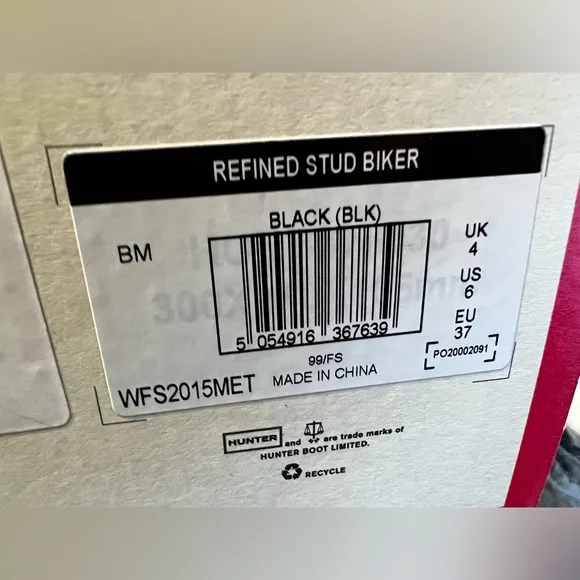 REFINED STUD BIKER
BLACK (BLK)
BM
UK
4
US
6
EU
37
5 054916 367639
PO20002091
99/FS
WFS2015MET
MADE IN CHINA
HUNTER and are trade marks of
HUNTER BOOT LIMITED.
RECYCLE